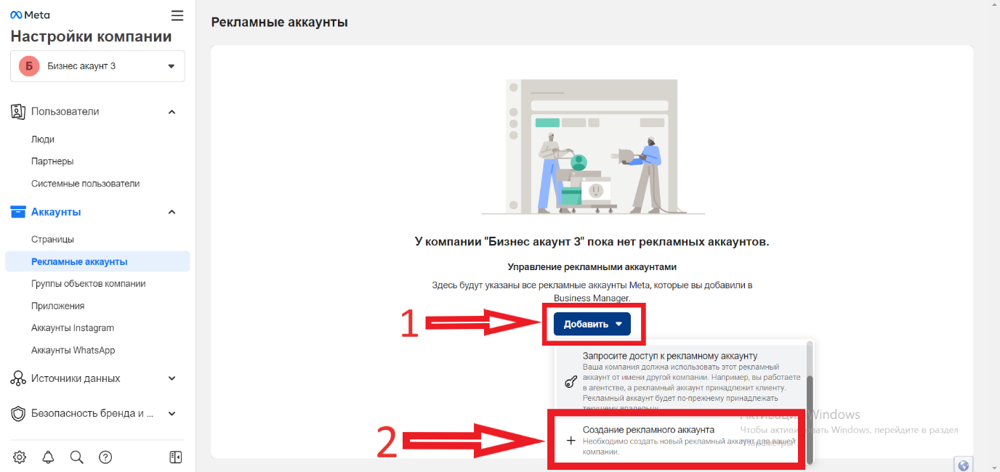 Meta
Настройки компании
Б
Бизнес акаунт 3
Пользователи
Люди
Партнеры
Системные пользователи
Аккаунты
Страницы
Рекламные аккаунты
Группы объектов компании
Приложения
Аккаунты Instagram
Аккаунты WhatsApp
Источники данных
Безопасность бренда и ...
Рекламные аккаунты
У компании "Бизнес акаунт 3" пока нет рекламных аккаунтов.
Управление рекламными аккаунтами
Здесь будут указаны все рекламные аккаунты Meta, которые вы добавили в
Business Manager.
1
Добавить
Запросите доступ к рекламному аккаунту
Ваша компания должна использовать этот рекламный
аккаунт от имени другой компании. Например, вы работаете
в агентстве, а рекламный аккаунт принадлежит клиенту.
Рекламный аккаунт будет по-прежнему принадлежать
текущему владельцу.
2
Создание рекламного аккаунта
Необходимо создать новый рекламный аккаунт для вашей
компании.
Активация Windows
Чтобы активировать Windows, перейдите в раздел
"Параметры".